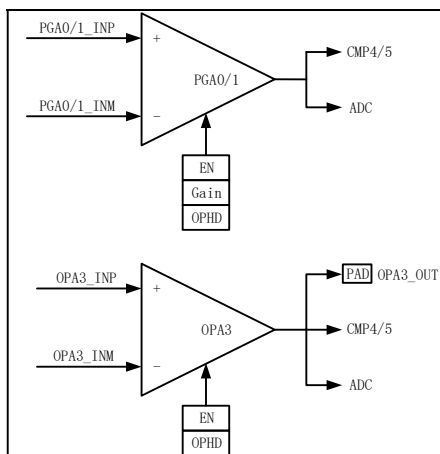 PGA0/1_INP
+
CMP4/5
PGA0/1
PGA0/1_INM
−
ADC
EN
Gain
OPHD
OPA3_INP
+
PAD OPA3_OUT
OPA3
CMP4/5
OPA3_INM
−
ADC
EN
OPHD